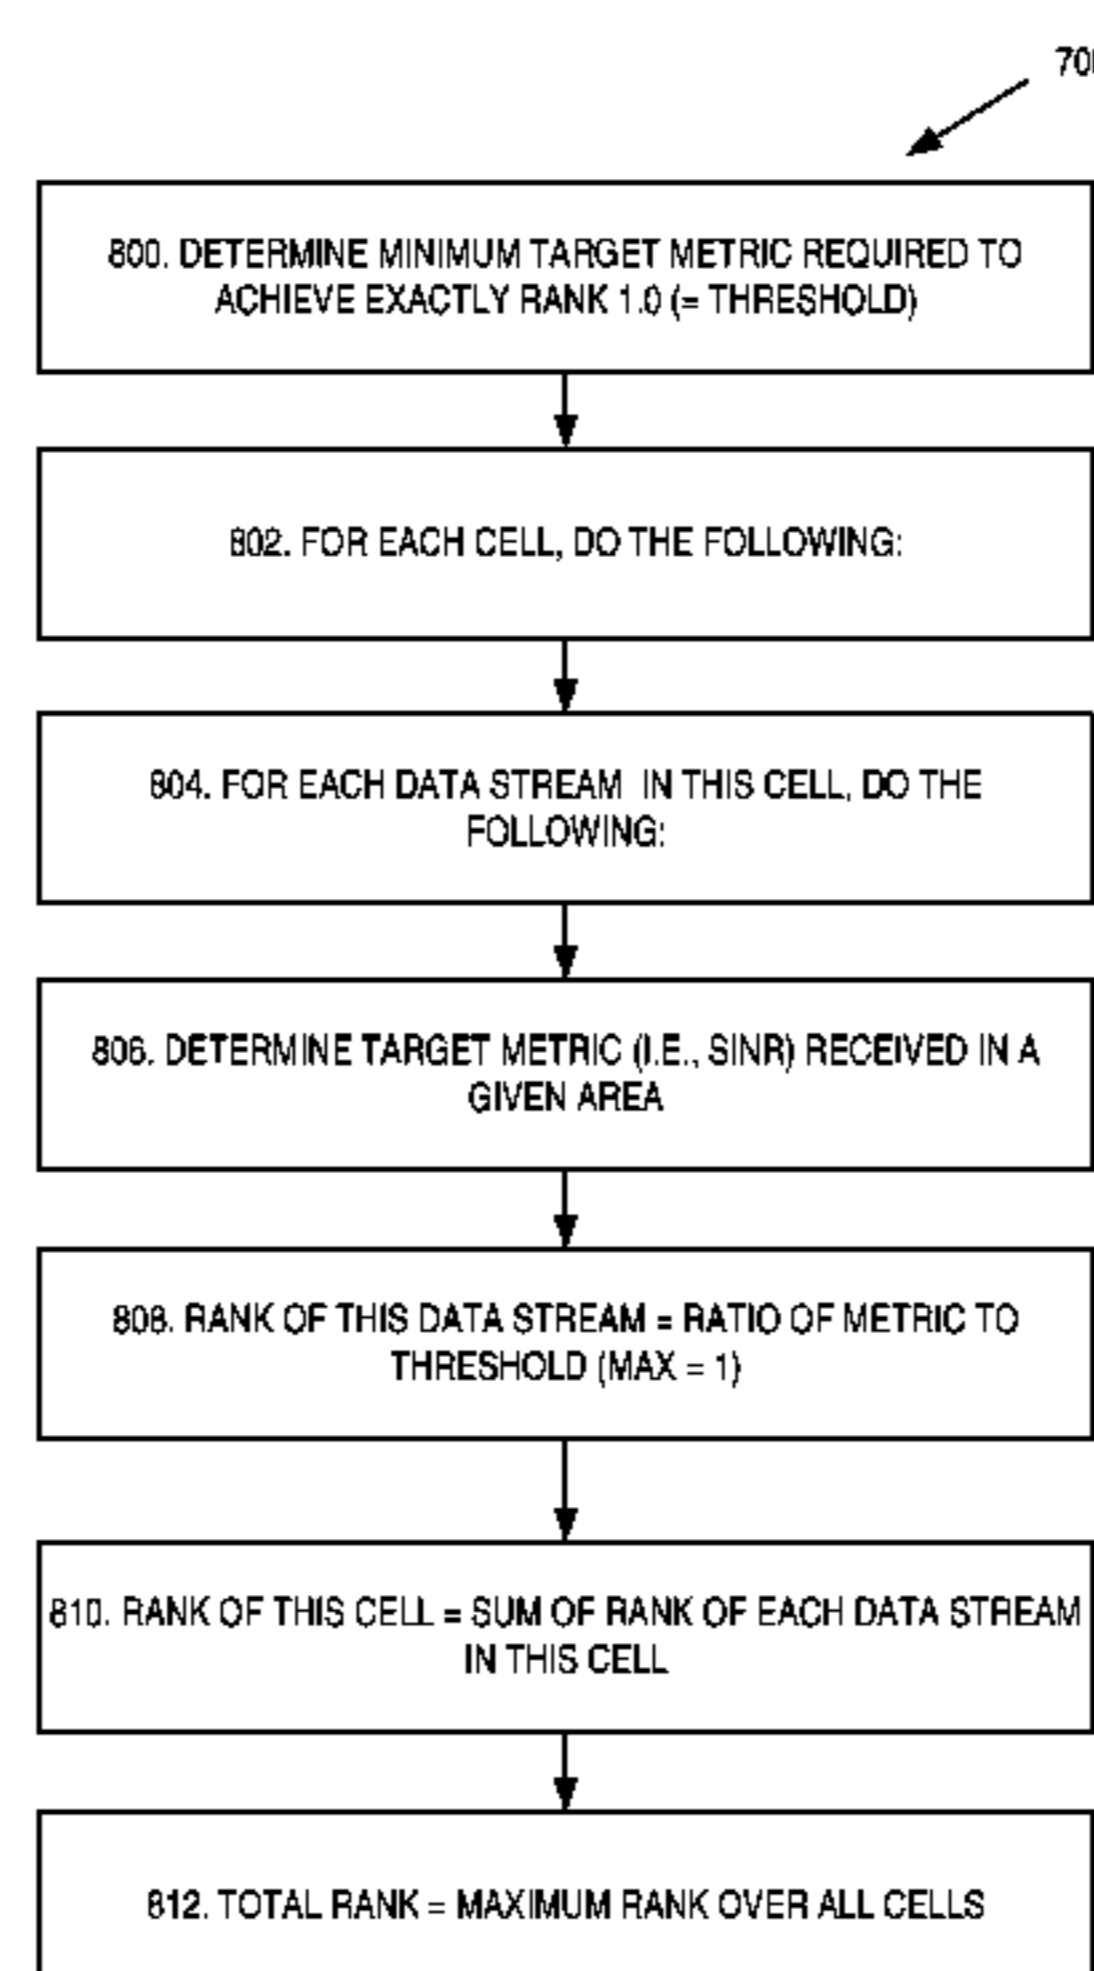 800. DETERMINE MINIMUM TARGET METRIC REQUIRED TO
ACHIEVE EXACTLY RANK 1.0 (= THRESHOLD)
802. FOR EACH CELL, DO THE FOLLOWING:
804. FOR EACH DATA STREAM IN THIS CELL, DO THE
FOLLOWING:
806. DETERMINE TARGET METRIC (I.E., SINR) RECEIVED IN A
GIVEN AREA
808. RANK OF THIS DATA STREAM = RATIO OF METRIC TO
THRESHOLD (MAX = 1)
810. RANK OF THIS CELL = SUM OF RANK OF EACH DATA STREAM
IN THIS CELL
812. TOTAL RANK = MAXIMUM RANK OVER ALL CELLS